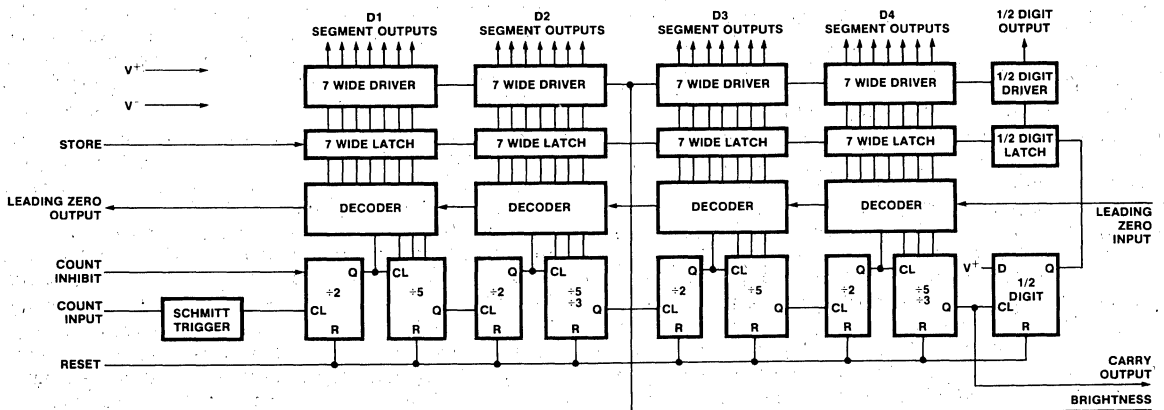 D1
SEGMENT OUTPUTS
D2
SEGMENT OUTPUTS
D3
SEGMENT OUTPUTS
D4
SEGMENT OUTPUTS
1/2 DIGIT
OUTPUT
V+
V-
7 WIDE DRIVER
7 WIDE DRIVER
7 WIDE DRIVER
7 WIDE DRIVER
1/2 DIGIT
DRIVER
STORE
7 WIDE LATCH
7 WIDE LATCH
7 WIDE LATCH
7 WIDE LATCH
1/2 DIGIT
LATCH
LEADING ZERO
OUTPUT
DECODER
DECODER
DECODER
DECODER
LEADING
ZERO
INPUT
COUNT
INHIBIT
COUNT
INPUT
SCHMITT
TRIGGER
Q
÷2
CL
R
CL
÷5
Q
R
Q
÷2
CL
R
CL
÷5
÷3
Q
R
Q
÷2
CL
R
CL
÷5
Q
R
Q
÷2
CL
R
CL
÷5
÷3
Q
R
V+
D
Q
1/2
DIGIT
CL
R
RESET
CARRY
OUTPUT
BRIGHTNESS